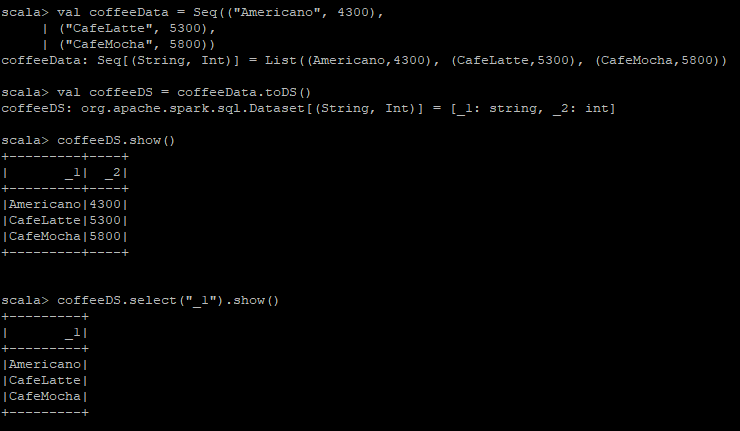 scala> val coffeeData = Seq(("Americano", 4300),
     | ("CafeLatte", 5300),
     | ("CafeMocha", 5800))
coffeeData: Seq[(String, Int)] = List((Americano,4300), (CafeLatte,5300), (CafeMocha,5800))

scala> val coffeeDS = coffeeData.toDS()
coffeeDS: org.apache.spark.sql.Dataset[(String, Int)] = [_1: string, _2: int]

scala> coffeeDS.show()
+---------+----+
|       _1|  _2|
+---------+----+
|Americano|4300|
|CafeLatte|5300|
|CafeMocha|5800|
+---------+----+


scala> coffeeDS.select("_1").show()
+---------+
|       _1|
+---------+
|Americano|
|CafeLatte|
|CafeMocha|
+---------+